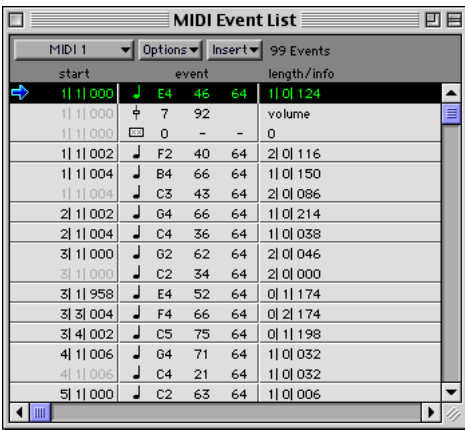 MIDI Event List
MIDI 1 Options Insert 99 Events
start event length/info
1| 1| 000 E4 46 64 1| 0| 124
1| 1| 000 7 92 volume
1| 1| 000 0 - - 0
1| 1| 002 F2 40 64 2| 0| 116
1| 1| 004 B4 66 64 1| 0| 150
1| 1| 004 C3 43 64 2| 0| 086
2| 1| 002 G4 66 64 1| 0| 214
2| 1| 004 C4 36 64 1| 0| 038
3| 1| 000 G2 62 64 2| 0| 046
3| 1| 000 C2 34 64 2| 0| 000
3| 1| 958 E4 52 64 0| 1| 174
3| 3| 004 F4 66 64 0| 2| 174
3| 4| 002 C5 75 64 0| 1| 198
4| 1| 006 G4 71 64 1| 0| 032
4| 1| 006 C4 21 64 1| 0| 032
5| 1| 000 C2 63 64 1| 0| 006